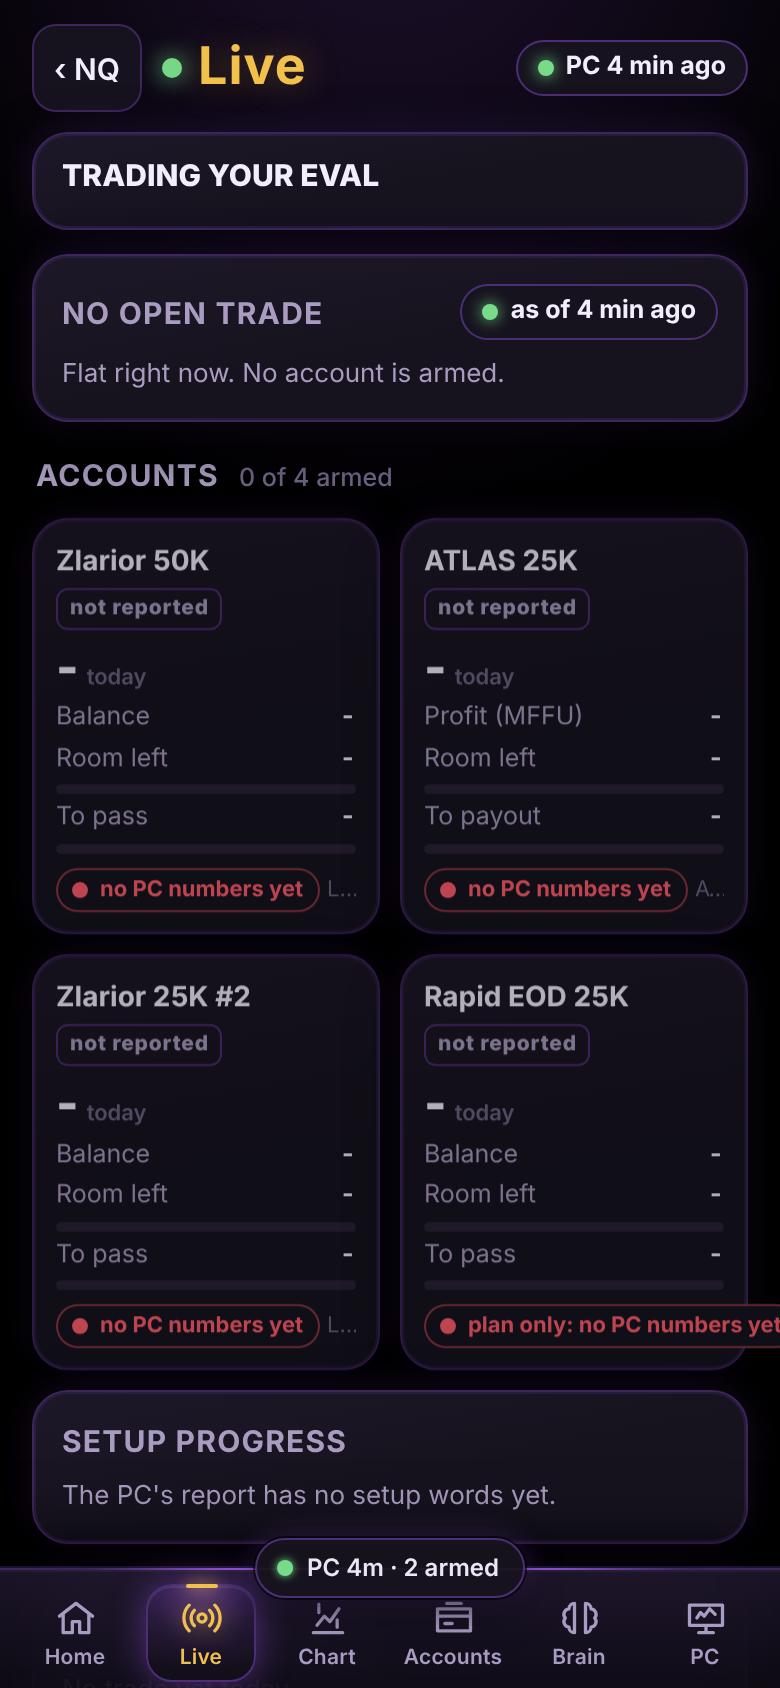 ‹ NQ
Live
PC 4 min ago
TRADING YOUR EVAL
NO OPEN TRADE
as of 4 min ago
Flat right now. No account is armed.
ACCOUNTS 0 of 4 armed
Zlarior 50K
not reported
- today
Balance -
Room left -
To pass -
no PC numbers yet L...
ATLAS 25K
not reported
- today
Profit (MFFU) -
Room left -
To payout -
no PC numbers yet A...
Zlarior 25K #2
not reported
- today
Balance -
Room left -
To pass -
no PC numbers yet L...
Rapid EOD 25K
not reported
- today
Balance -
Room left -
To pass -
plan only: no PC numbers yet
SETUP PROGRESS
The PC's report has no setup words yet.
PC 4m · 2 armed
Home
Live
Chart
Accounts
Brain
PC
No trade yet today